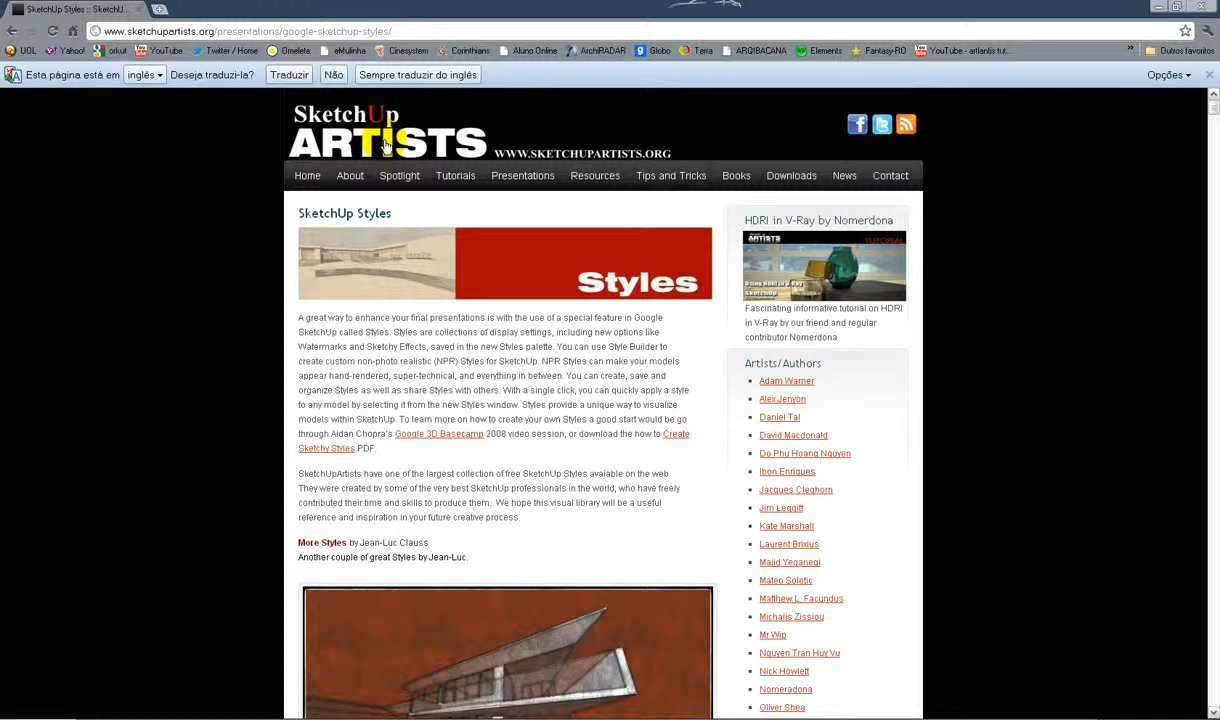 SketchUp Styles :: SketchU...
www.sketchupartists.org/presentations/google-sketchup-styles/
UOL Yahoo! orkut YouTube Twitter / Home Omelete eMulinha Cinesystem Corinthians Aluno.Online ArchiRADAR Globo Terra ARQ!BACANA Elements Fantasy-RO YouTube - artlantis tut... » Outros favoritos
Esta página está em inglês Deseja traduzi-la? Traduzir Não Sempre traduzir do inglês Opções
SketchUp
ARTISTS WWW.SKETCHUPARTISTS.ORG
Home About Spotlight Tutorials Presentations Resources Tips and Tricks Books Downloads News Contact
SketchUp Styles
Styles
A great way to enhance your final presentations is with the use of a special feature in Google
SketchUp called Styles. Styles are collections of display settings, including new options like
Watermarks and Sketchy Effects, saved in the new Styles palette. You can use Style Builder to
create custom non-photo realistic (NPR) Styles for SketchUp. NPR Styles can make your models
appear hand-rendered, super-technical, and everything in between. You can create, save and
organize Styles as well as share Styles with others. With a single click, you can quickly apply a style
to any model by selecting it from the new Styles window. Styles provide a unique way to visualize
models within SketchUp. To learn more on how to create your own Styles a good start would be go
through Aidan Chopra's Google 3D Basecamp 2008 video session, or download the how to Create
Sketchy Styles PDF.
SketchUpArtists have one of the largest collection of free SketchUp Styles avaiable on the web.
They were created by some of the very best SketchUp professionals in the world, who have freely
contributed their time and skills to produce them. We hope this visual library will be a useful
reference and inspiration in your future creative process.
More Styles by Jean-Luc Clauss
Another couple of great Styles by Jean-Luc.
HDRI in V-Ray by Nomerdona
ARTISTS TUTORIAL
Using HDRI in V-Ray
SketchUp
Fascinating informative tutorial on HDRI
in V-Ray by our friend and regular
contributor Nomerdona
Artists/Authors
Adam Warner
Alex Jenyon
Daniel Tal
David Macdonald
Do Phu Hoang Nguyen
Ibon Enriques
Jacques Cleghorn
Jim Leggitt
Kate Marshall
Laurent Brixius
Majid Yeganegi
Mateo Soletic
Matthew L. Facundus
Michalis Zissiou
Mr Wip
Nguyen Tran Huy Vu
Nick Howlett
Nomeradona
Oliver Shea